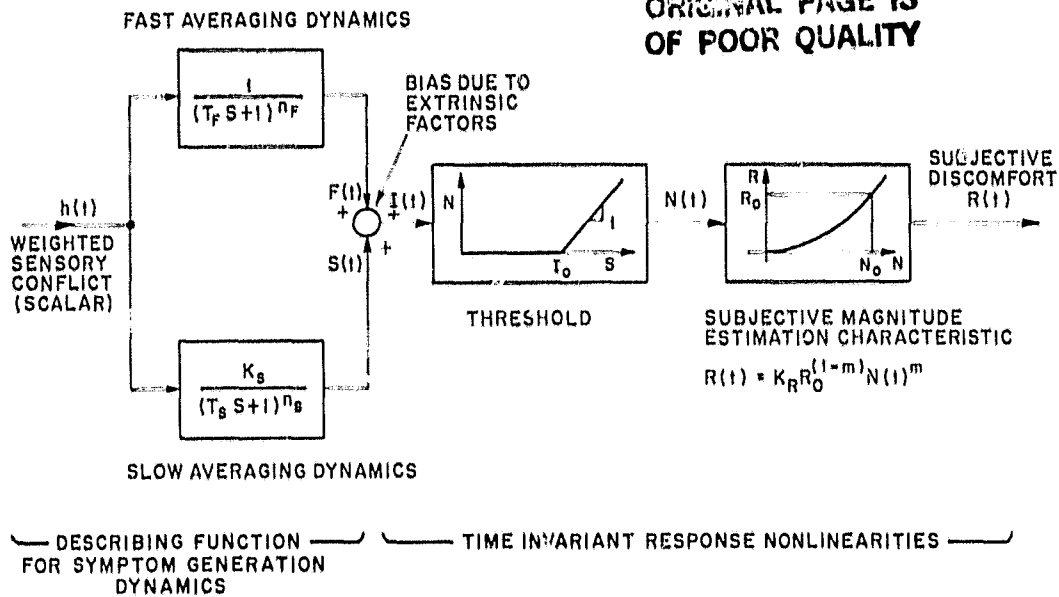 ORIGINAL PAGE IS
OF POOR QUALITY
FAST AVERAGING DYNAMICS
1
(T_F S+1)^n_F
BIAS DUE TO
EXTRINSIC
FACTORS
h(t)
WEIGHTED
SENSORY
CONFLICT
(SCALAR)
F(t)
+
+
I(t)
+
S(t)
N
1
I_0
S
THRESHOLD
N(t)
R
R_0
N_0
N
SUBJECTIVE
DISCOMFORT
R(t)
SUBJECTIVE MAGNITUDE
ESTIMATION CHARACTERISTIC
R(t) = K_R R_0^(1-m) N(t)^m
K_S
(T_S S+1)^n_S
SLOW AVERAGING DYNAMICS
DESCRIBING FUNCTION
FOR SYMPTOM GENERATION
DYNAMICS
TIME INVARIANT RESPONSE NONLINEARITIES